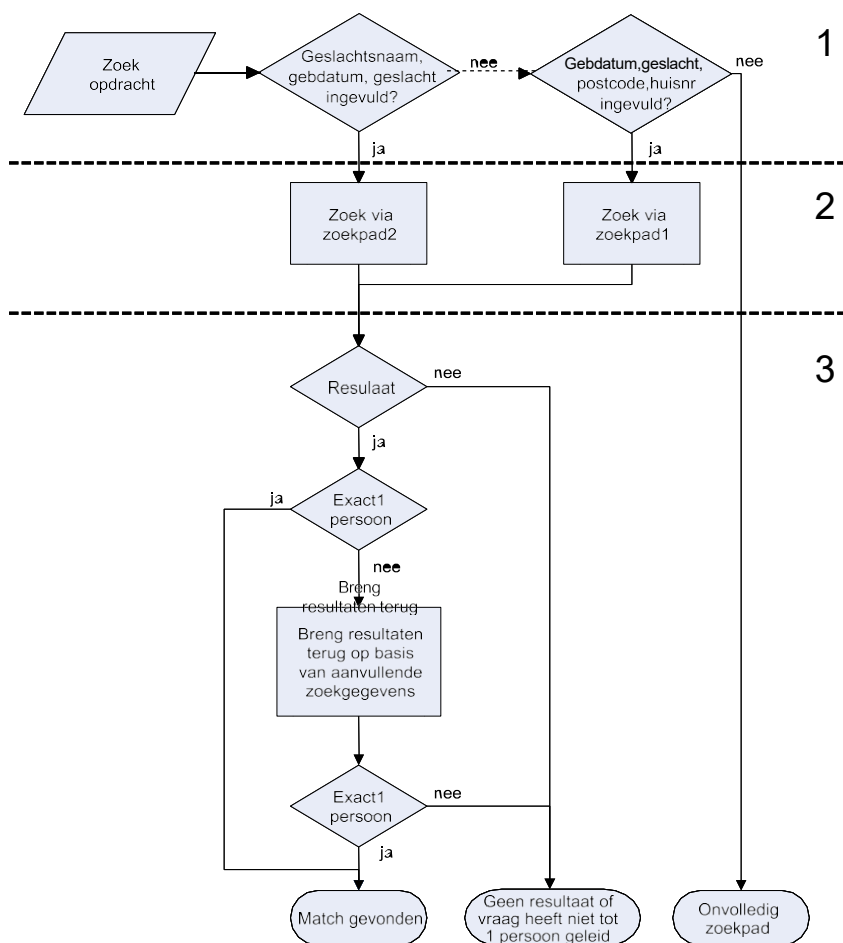 1
Zoek
opdracht
Geslachtsnaam,
gebdatum, geslacht
ingevuld?
nee
Gebdatum,geslacht,
postcode,huisnr
ingevuld?
nee
ja
ja
2
Zoek via
zoekpad2
Zoek via
zoekpad1
3
Resulaat
nee
ja
Exact1
persoon
ja
nee
Breng
resultaten terug
Breng resultaten
terug op basis
van aanvullende
zoekgegevens
Exact1
persoon
nee
ja
Match gevonden
Geen resultaat of
vraag heeft niet tot
1 persoon geleid
Onvolledig
zoekpad